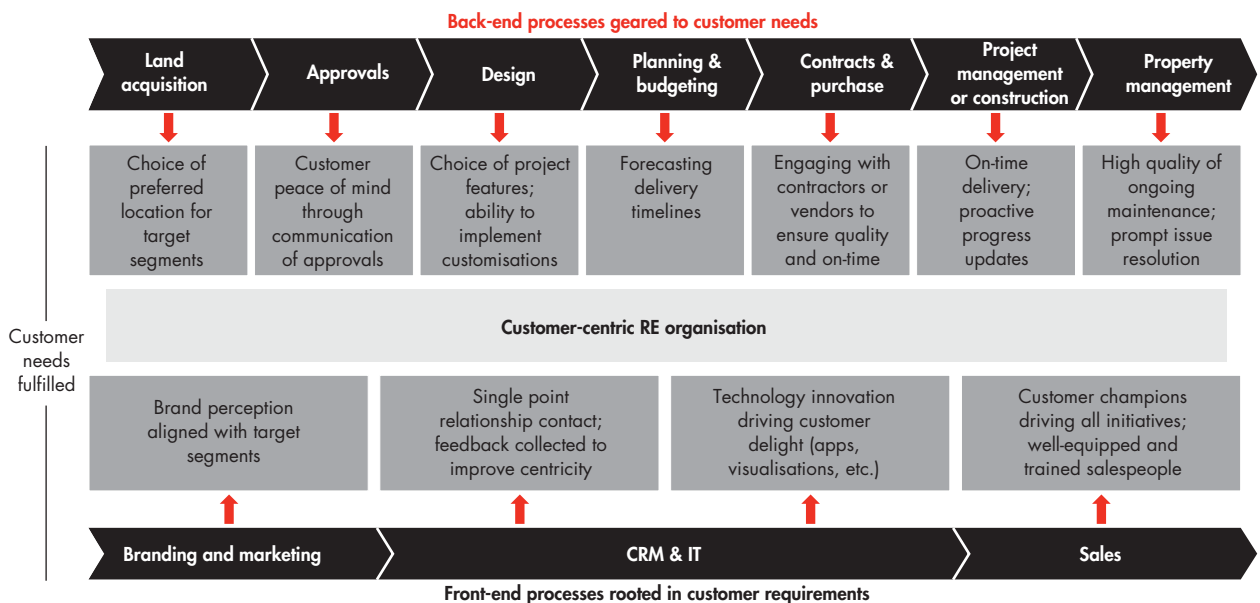 Back-end processes geared to customer needs
Land
acquisition
Approvals
Design
Planning &
budgeting
Contracts &
purchase
Project
management
or construction
Property
management
Choice of
preferred
location for
target
segments
Customer
peace of mind
through
communication
of approvals
Choice of project
features;
ability to
implement
customisations
Forecasting
delivery
timelines
Engaging with
contractors or
vendors to
ensure quality
and on-time
On-time
delivery;
proactive
progress
updates
High quality of
ongoing
maintenance;
prompt issue
resolution
Customer
needs
fulfilled
Customer-centric RE organisation
Brand perception
aligned with target
segments
Single point
relationship contact;
feedback collected to
improve centricity
Technology innovation
driving customer
delight (apps,
visualisations, etc.)
Customer champions
driving all initiatives;
well-equipped and
trained salespeople
Branding and marketing
CRM & IT
Sales
Front-end processes rooted in customer requirements